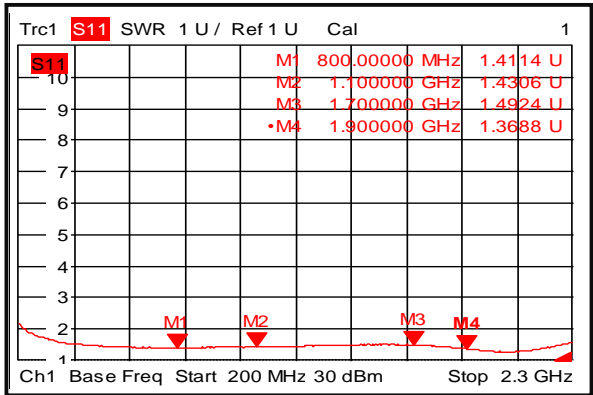 Trc1 S11 SWR 1 U / Ref 1 U Cal 1
S11
M1 800.00000 MHz 1.4114 U
M2 1.100000 GHz 1.4306 U
M3 1.700000 GHz 1.4924 U
•M4 1.900000 GHz 1.3688 U
10
9
8
7
6
5
4
3
2
1
M1 M2 M3 M4
Ch1 Base Freq Start 200 MHz 30 dBm Stop 2.3 GHz